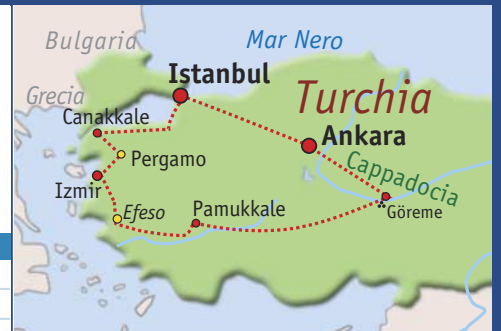 Bulgaria
Mar Nero
Istanbul
Turchia
Grecia
Canakkale
Ankara
Pergamo
Cappadocia
Izmir
Efeso
Pamukkale
Göreme